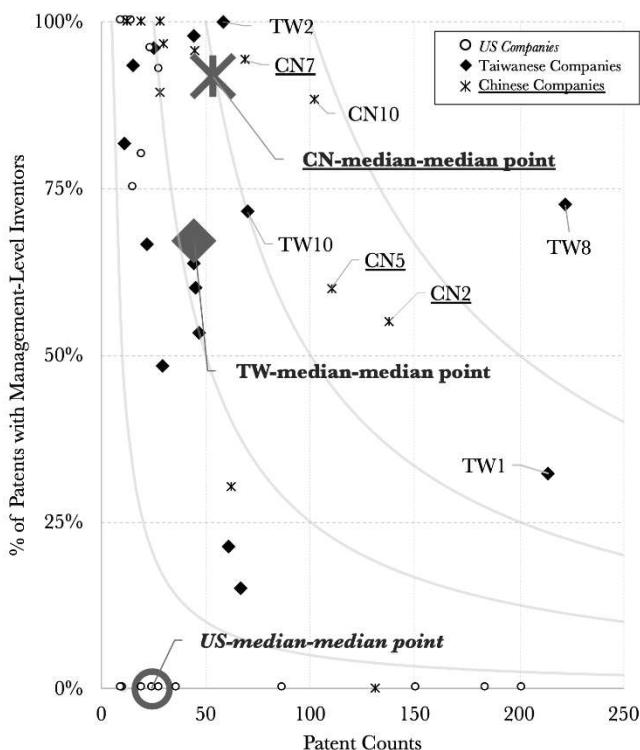 100%
75%
50%
25%
0%
% of Patents with Management-Level Inventors
TW2
US Companies
Taiwanese Companies
Chinese Companies
CN7
CN10
CN-median-median point
TW10
TW8
CN5
CN2
TW-median-median point
TW1
US-median-median point
0
50
100
150
200
250
Patent Counts